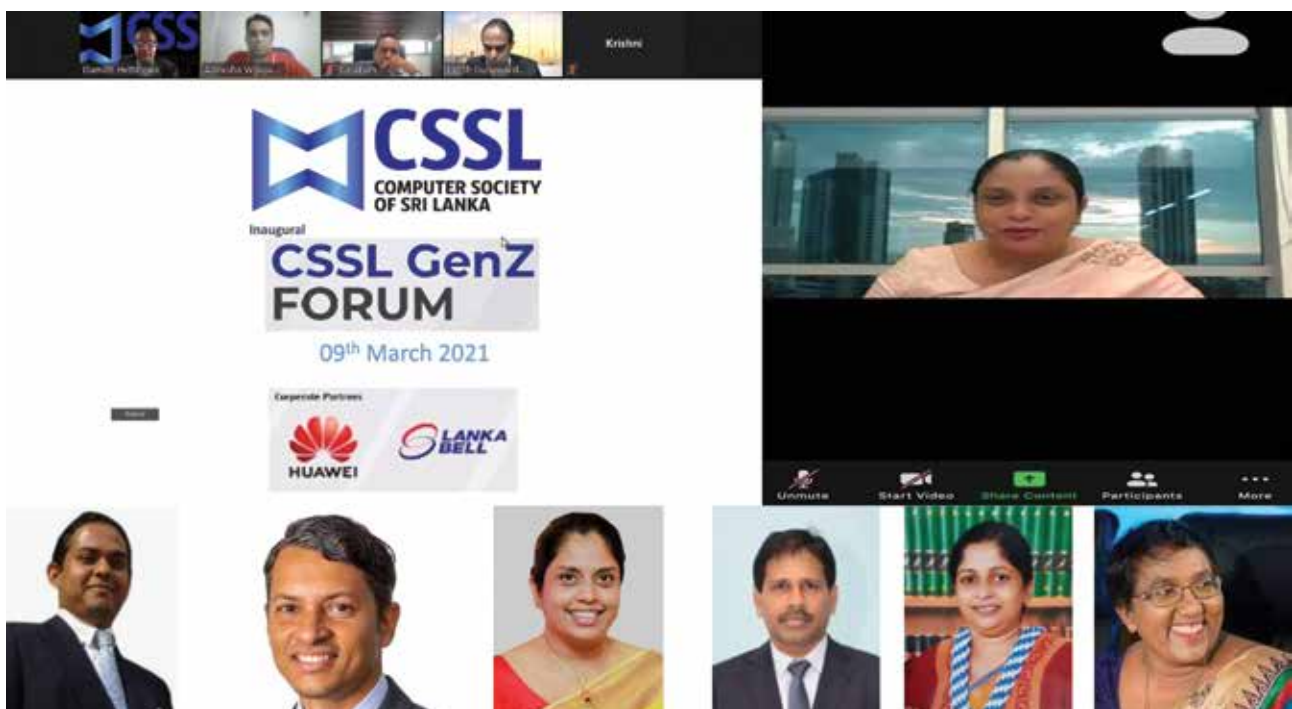 CSSL
Krishni
CSSL
COMPUTER SOCIETY
OF SRI LANKA
Inaugural
CSSL GenZ
FORUM
09th March 2021
Corporate Partners
HUAWEI
LANKA
BELL
Unmute
Start Video
Share Content
Participants
More